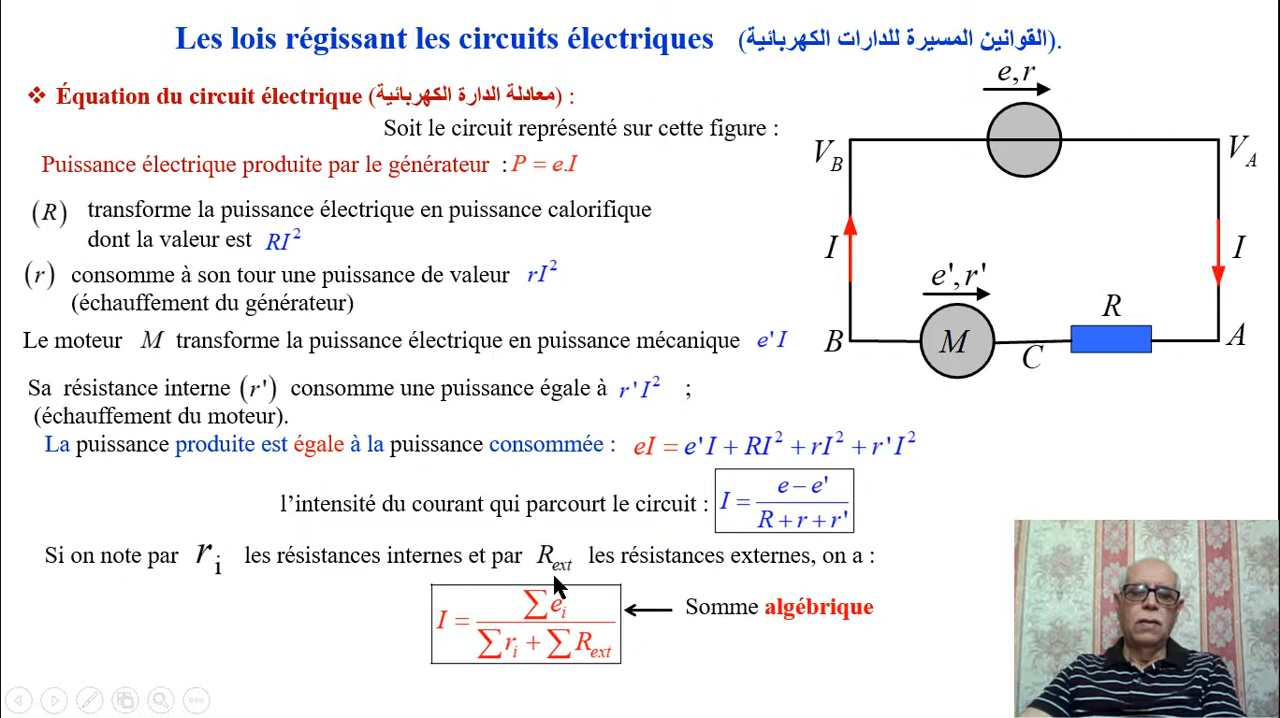 Les lois régissant les circuits électriques (القوانين المسيرة للدارات الكهربائية).
❖ Équation du circuit électrique (معادلة الدارة الكهربائية) :
Soit le circuit représenté sur cette figure :
Puissance électrique produite par le générateur : P = e.I
(R) transforme la puissance électrique en puissance calorifique
dont la valeur est RI²
(r) consomme à son tour une puissance de valeur rI²
(échauffement du générateur)
Le moteur M transforme la puissance électrique en puissance mécanique e'I
Sa résistance interne (r') consomme une puissance égale à r'I² ;
(échauffement du moteur).
La puissance produite est égale à la puissance consommée : eI = e'I + RI² + rI² + r'I²
l'intensité du courant qui parcourt le circuit : I = (e − e') / (R + r + r')
Si on note par r_i les résistances internes et par R_ext les résistances externes, on a :
I = ∑e_i / (∑r_i + ∑R_ext)
Somme algébrique
e,r
V_B
V_A
I
I
e',r'
R
B
M
C
A